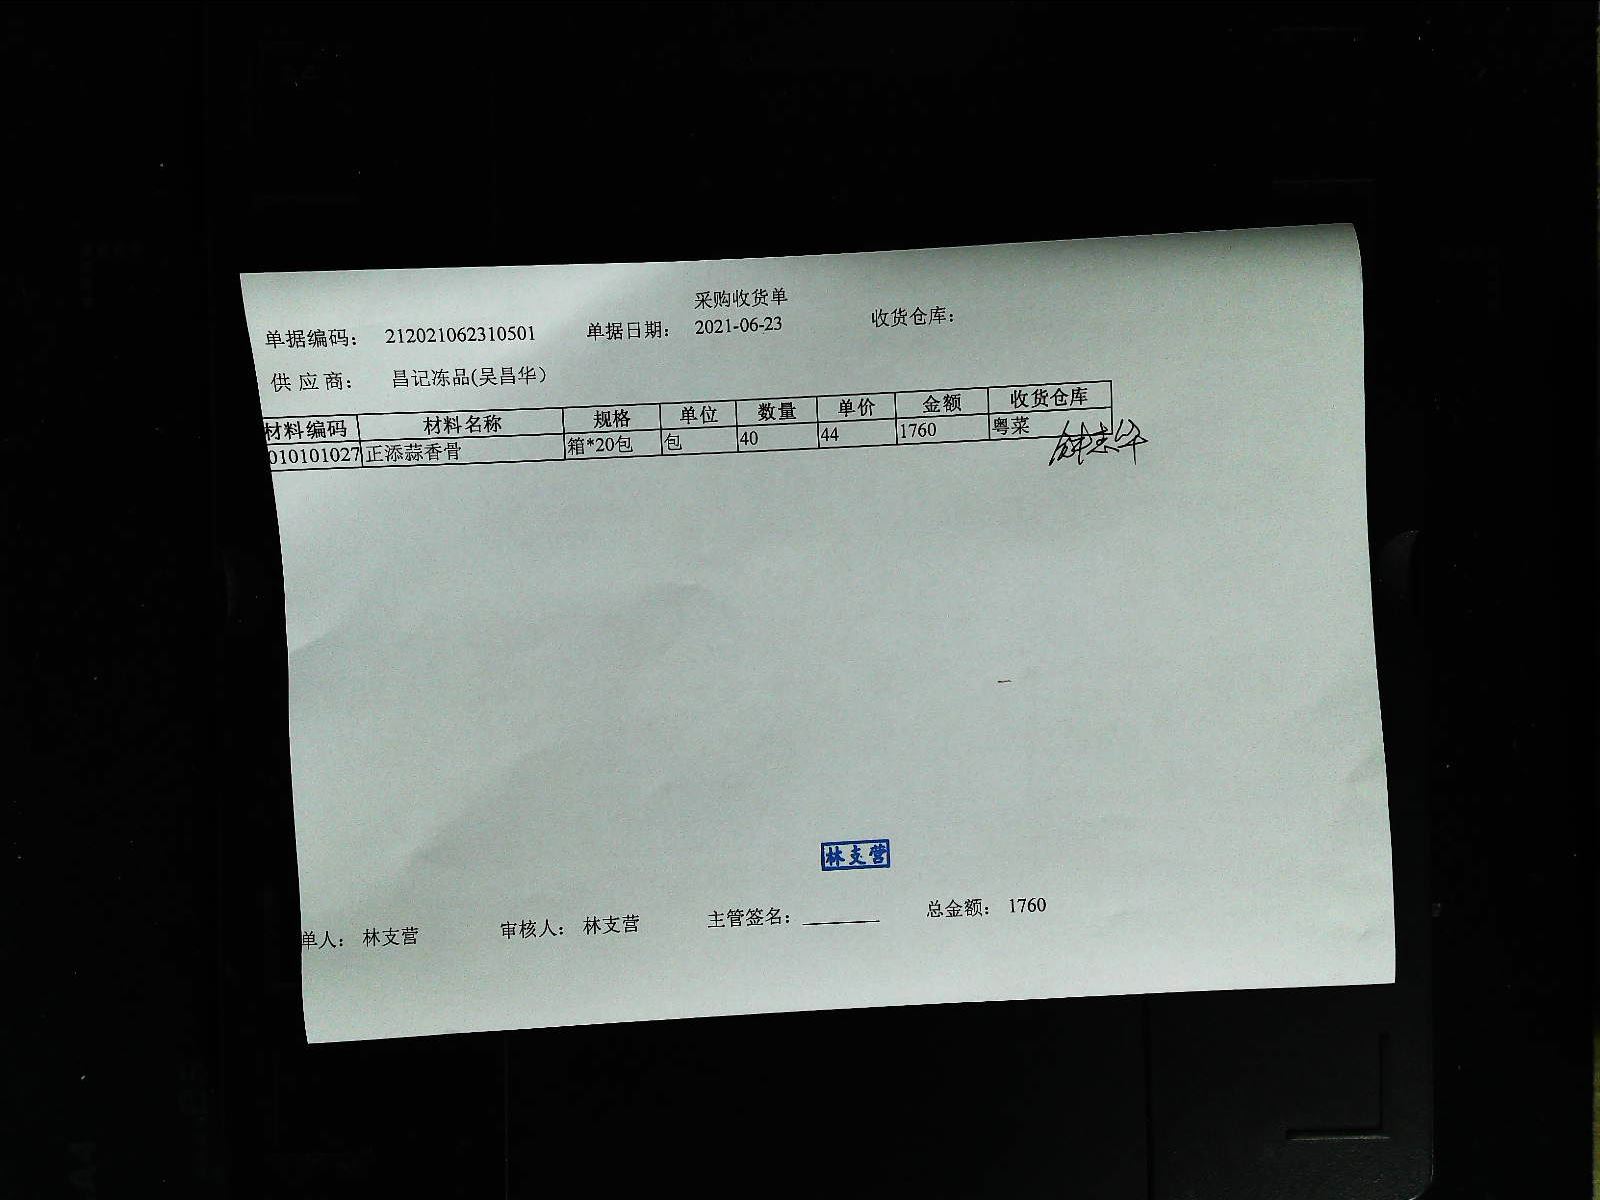 采购收货单
单据编码： 212021062310501 单据日期： 2021-06-23 收货仓库：
供 应 商： 昌记冻品(吴昌华）
材料编码 材料名称 规格 单位 数量 单价 金额 收货仓库
010101027 正添蒜香骨 箱*20包 包 40 44 1760 粤菜
林支营
单人： 林支营 审核人： 林支营 主管签名： 总金额： 1760